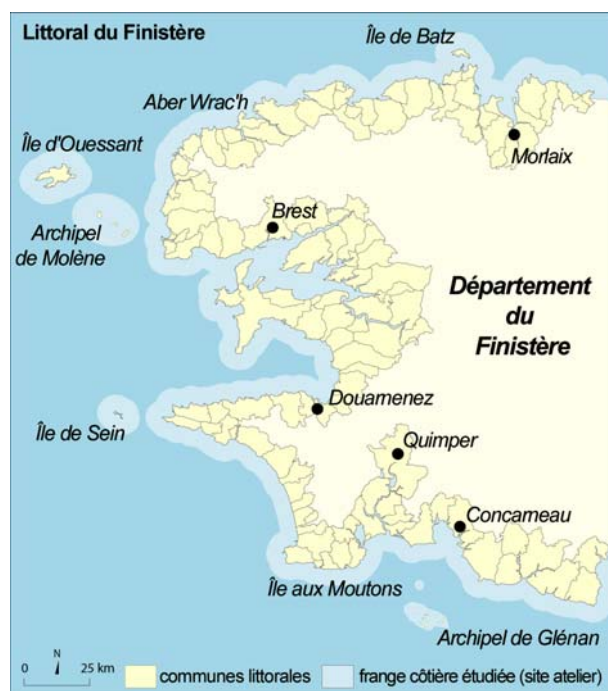 Littoral du Finistère
Île de Batz
Aber Wrac'h
Île d'Ouessant
Morlaix
Archipel
de Molène
Brest
Département
du
Finistère
Île de Sein
Douarnenez
Quimper
Concarneau
Île aux Moutons
Archipel de Glénan
0 N 25 km
communes littorales
frange côtière étudiée (site atelier)